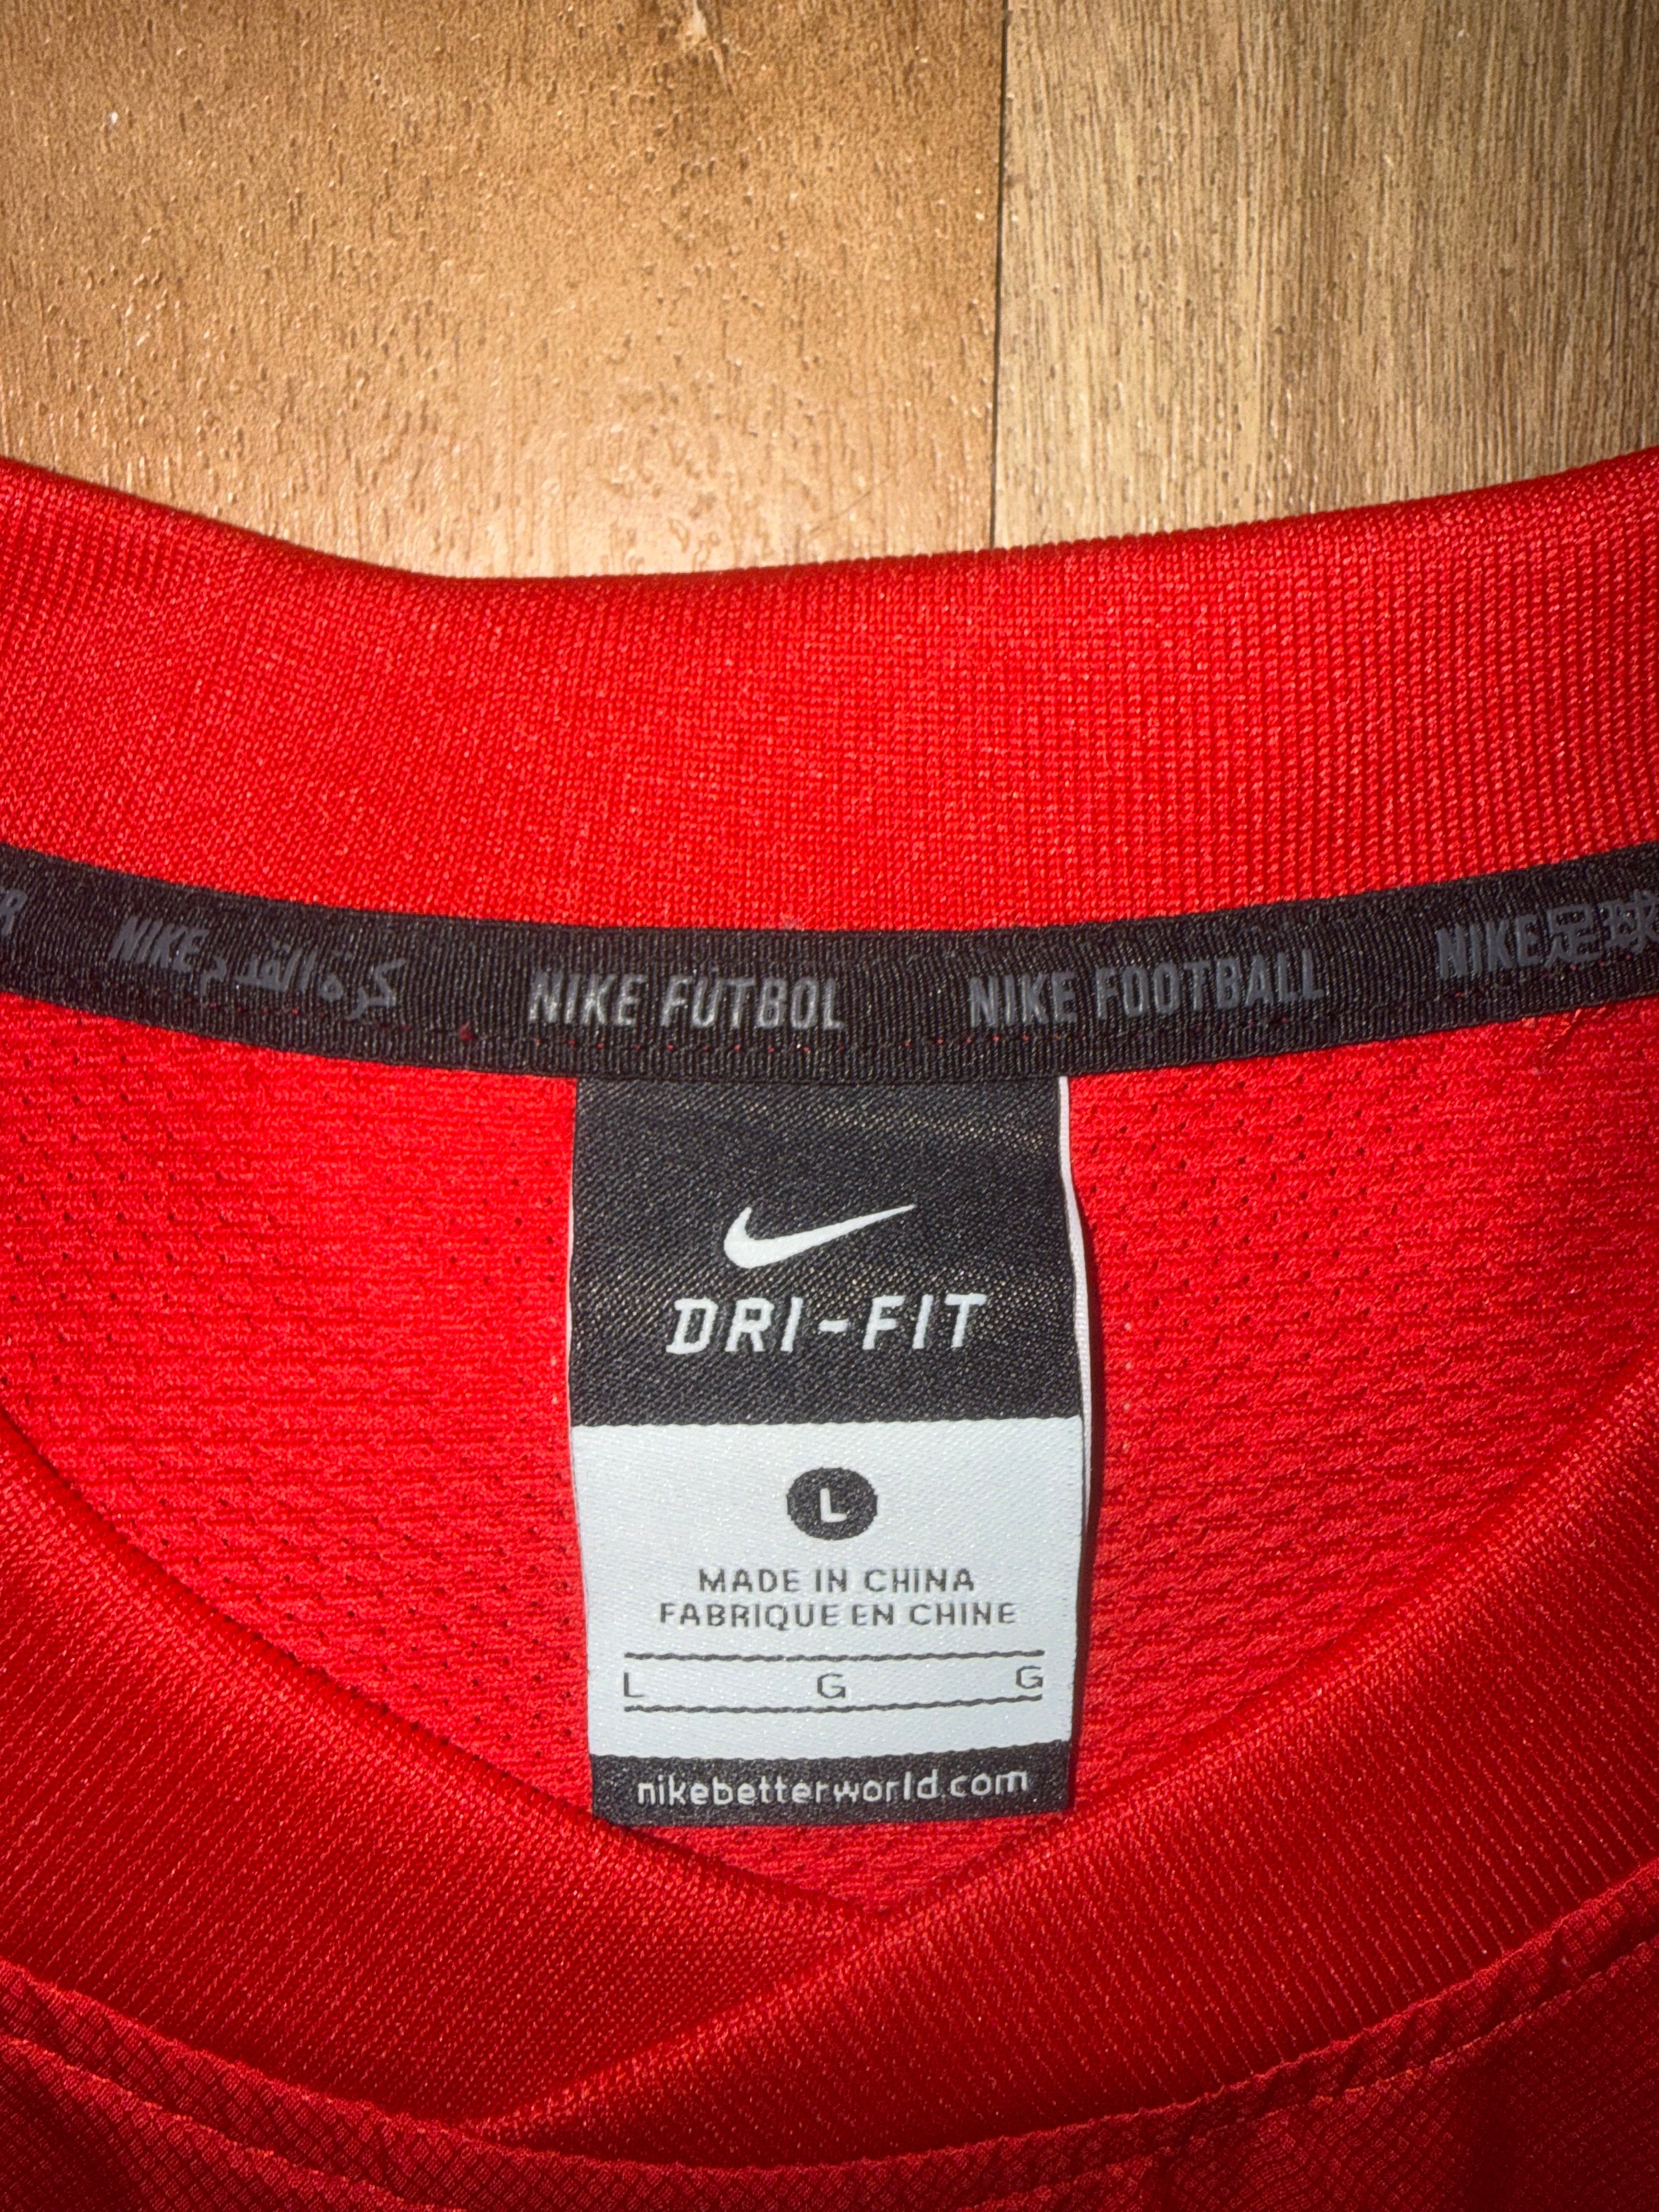 NIKE كرة القدم NIKE FÚTBOL NIKE FOOTBALL NIKE足球
DRI-FIT
L
MADE IN CHINA
FABRIQUE EN CHINE
L G G
nikebetterworld.com